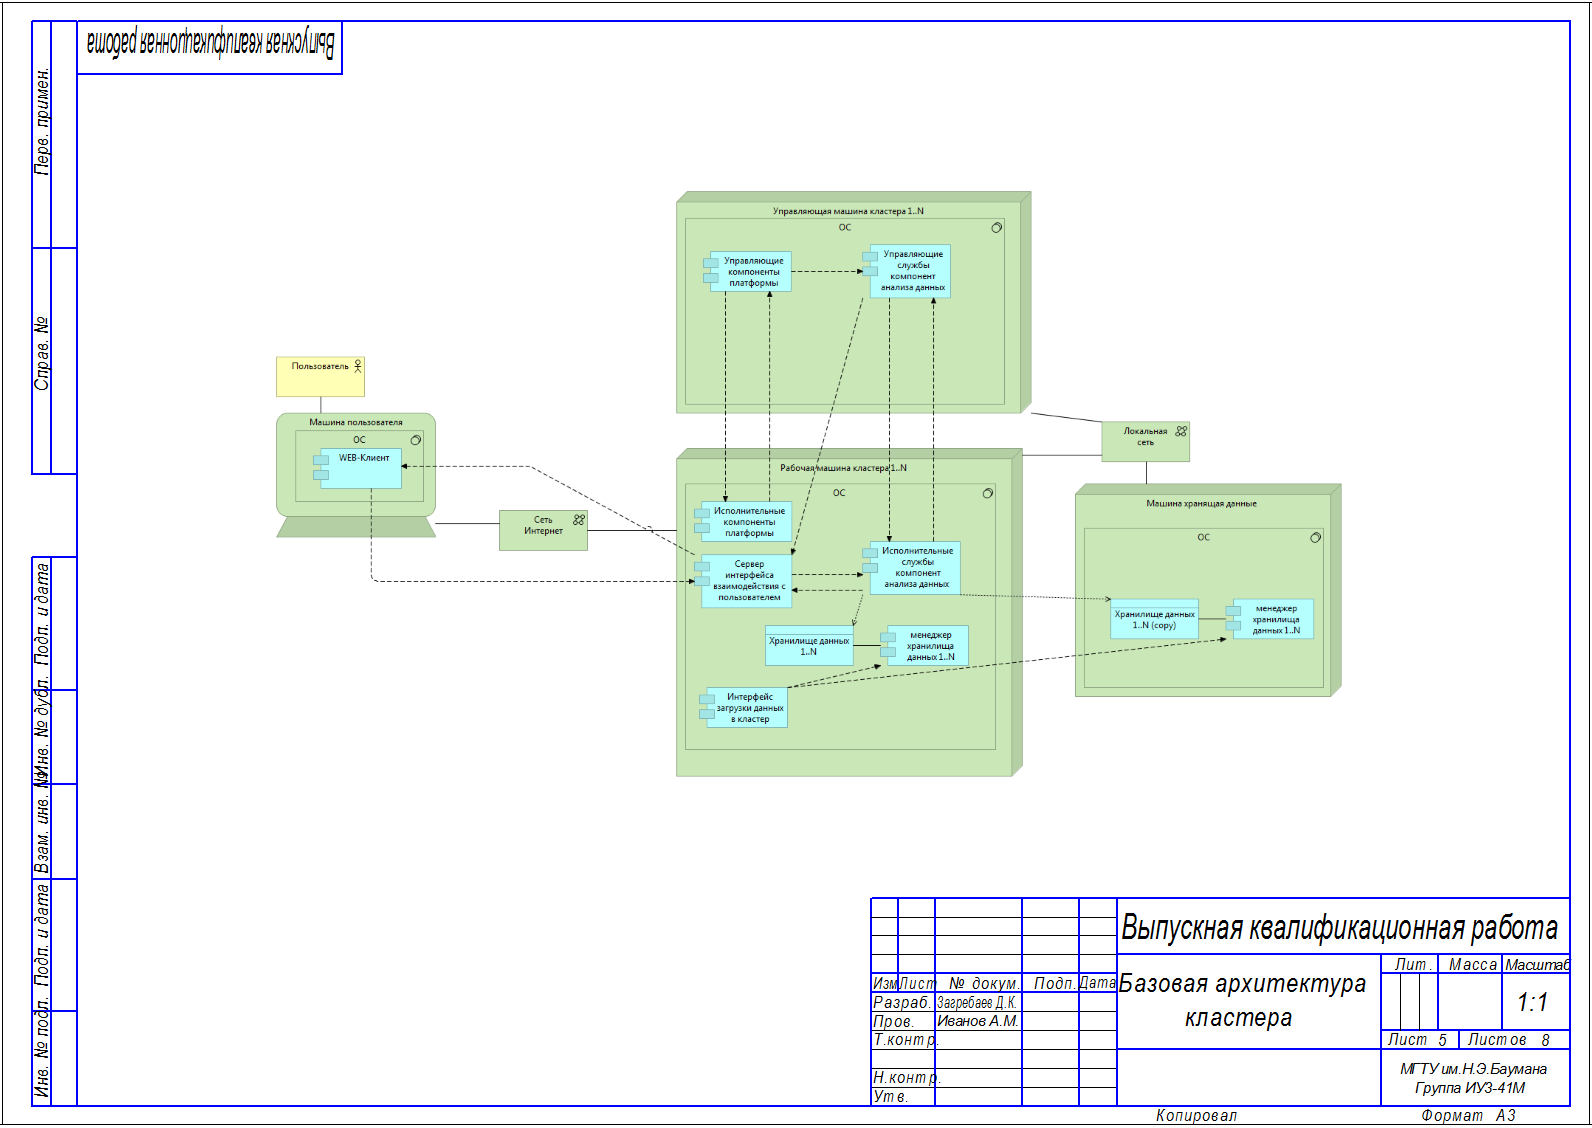 Выпускная квалификационная работа
Перв. примен.
Справ. №
Подп. и дата
Инв. № дубл.
Взам. инв. №
Подп. и дата
Инв. № подл.
Управляющая машина кластера 1..N
ОС
Управляющие
компоненты
платформы
Управляющие
службы
компонент
анализа данных
Пользователь
Машина пользователя
ОС
WEB-Клиент
Сеть
Интернет
Локальная
сеть
Рабочая машина кластера 1..N
ОС
Исполнительные
компоненты
платформы
Сервер
интерфейса
взаимодействия с
пользователем
Исполнительные
службы
компонент
анализа данных
Хранилище данных
1..N
менеджер
хранилища
данных 1..N
Интерфейс
загрузки данных
в кластер
Машина хранящая данные
ОС
Хранилище данных
1..N (copy)
менеджер
хранилища
данных 1..N
Выпускная квалификационная работа
Изм Лист № докум. Подп. Дата
Разраб. Загребаев Д.К.
Пров. Иванов А.М.
Т.контр.
Н.контр.
Утв.
Базовая архитектура
кластера
Лит. Масса Масштаб
1:1
Лист 5 Листов 8
МГТУ им.Н.Э.Баумана
Группа ИУ3-41М
Копировал Формат А3